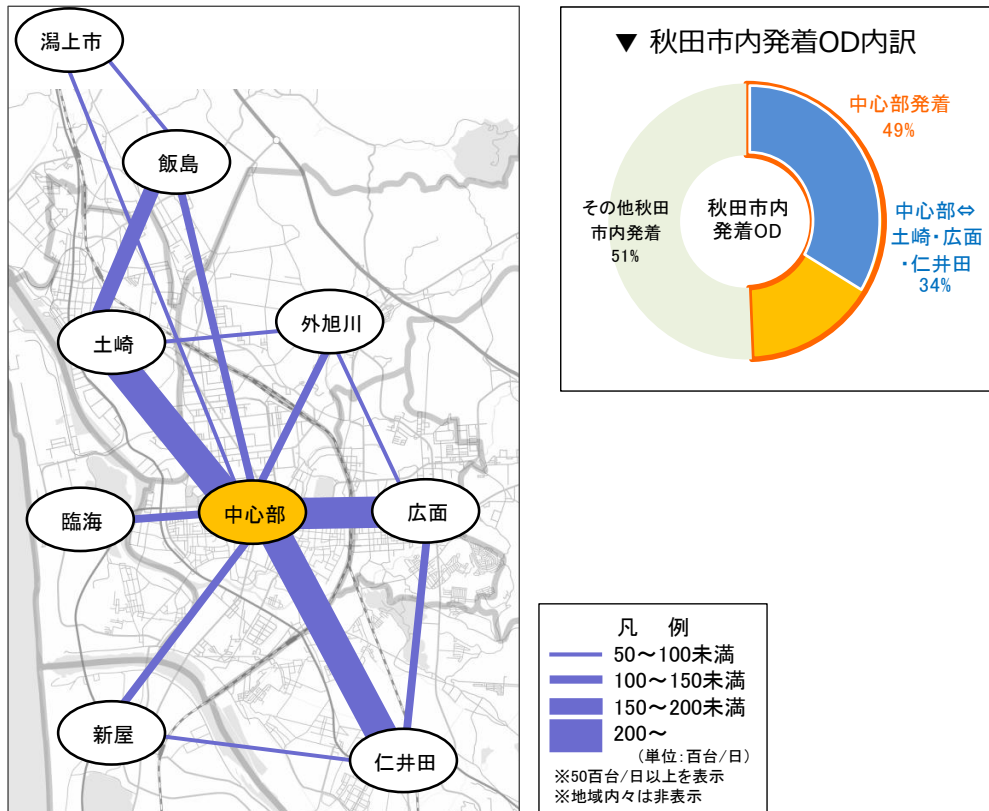 潟上市
飯島
土崎
外旭川
臨海
中心部
広面
新屋
仁井田
▼ 秋田市内発着OD内訳
中心部発着
49%
その他秋田
市内発着
51%
秋田市内
発着OD
中心部⇔
土崎・広面
・仁井田
34%
凡 例
50～100未満
100～150未満
150～200未満
200～
（単位：百台/日）
※50百台/日以上を表示
※地域内々は非表示